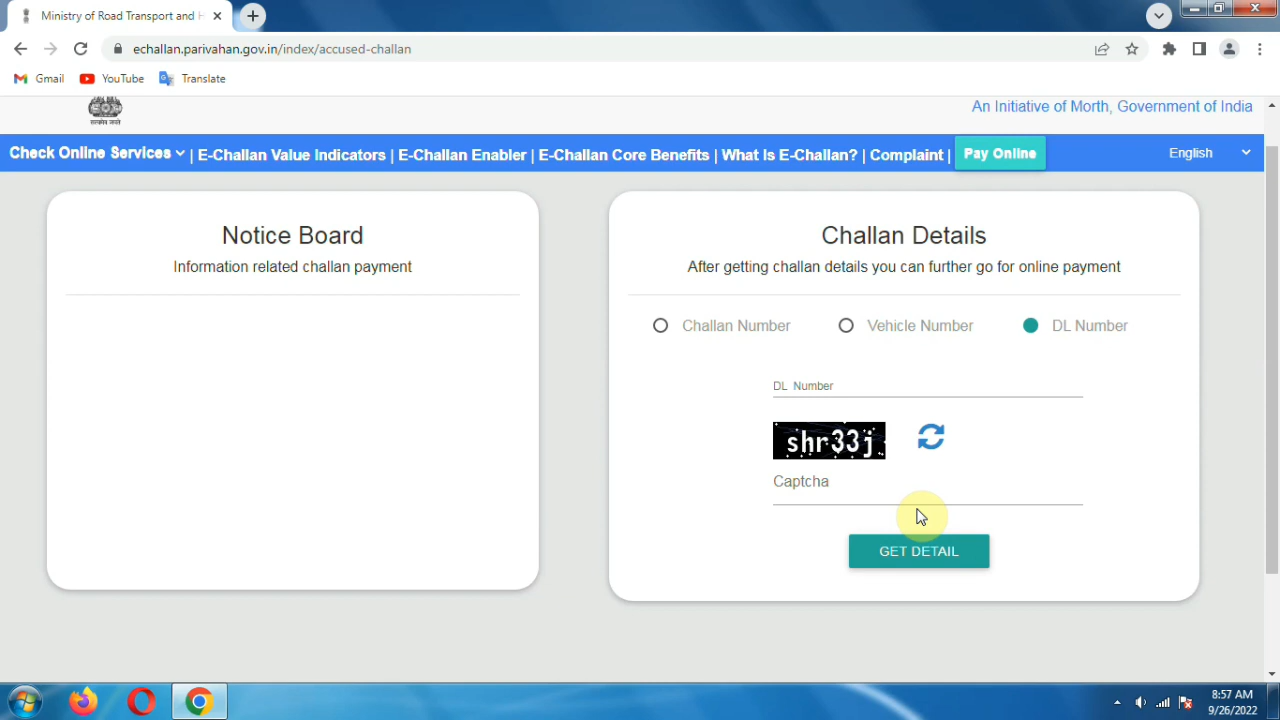 Ministry of Road Transport and H
echallan.parivahan.gov.in/index/accused-challan
Gmail YouTube Translate
An Initiative of Morth, Government of India
Check Online Services | E-Challan Value Indicators | E-Challan Enabler | E-Challan Core Benefits | What Is E-Challan? | Complaint | Pay Online English
Notice Board
Information related challan payment
Challan Details
After getting challan details you can further go for online payment
Challan Number Vehicle Number DL Number
DL Number
shr33j
Captcha
GET DETAIL
8:57 AM
9/26/2022